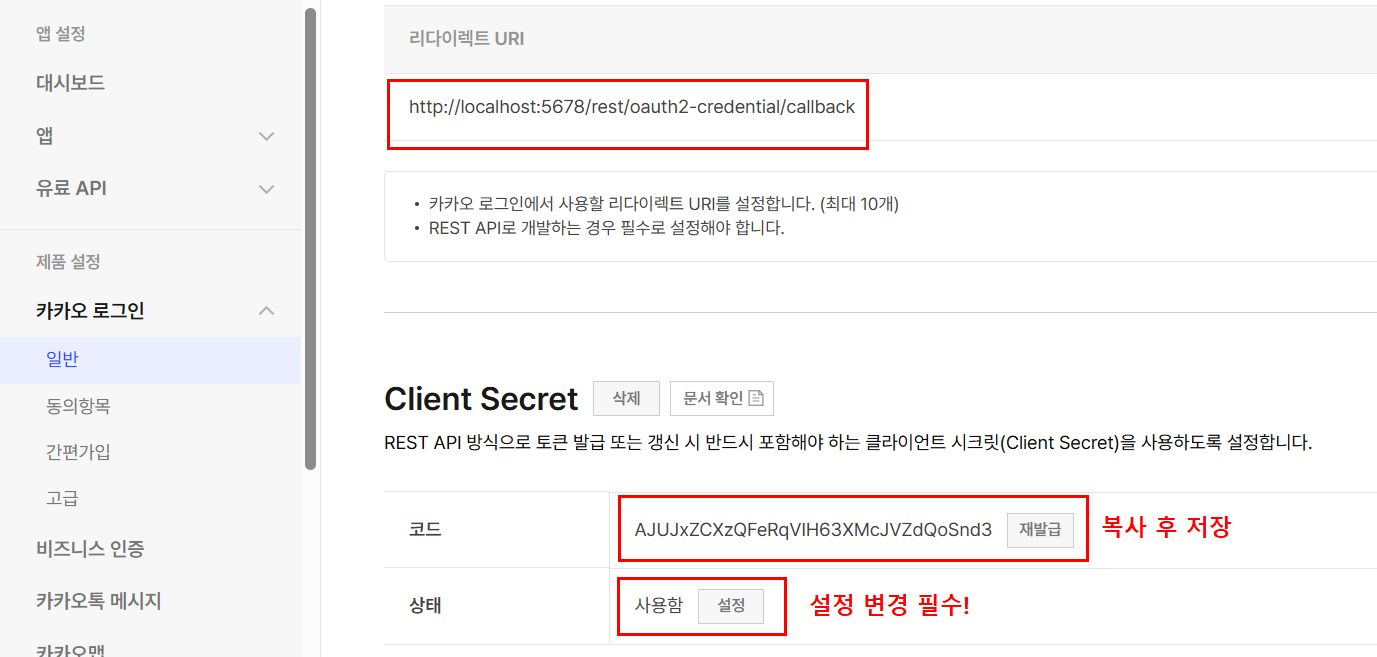 앱 설정
대시보드
앱
유료 API
제품 설정
카카오 로그인
일반
동의항목
간편가입
고급
비즈니스 인증
카카오톡 메시지
카카오맵
리다이렉트 URI
http://localhost:5678/rest/oauth2-credential/callback
• 카카오 로그인에서 사용할 리다이렉트 URI를 설정합니다. (최대 10개)
• REST API로 개발하는 경우 필수로 설정해야 합니다.
Client Secret 삭제 문서 확인
REST API 방식으로 토큰 발급 또는 갱신 시 반드시 포함해야 하는 클라이언트 시크릿(Client Secret)을 사용하도록 설정합니다.
코드 AJUJxZCXzQFeRqVIH63XMcJVZdQoSnd3 재발급 복사 후 저장
상태 사용함 설정 설정 변경 필수!